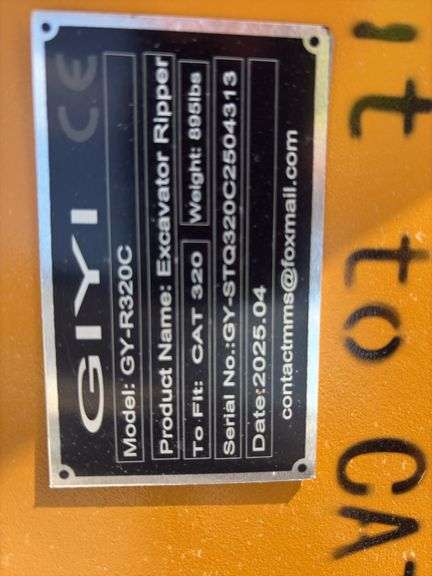 GIYI CE
Model: GY-R320C
Product Name: Excavator Ripper
To Fit: CAT 320 Weight: 895lbs
Serial No.:GY-STQ320C2504313
Date:2025.04
contactmms@foxmail.com
it to CA-